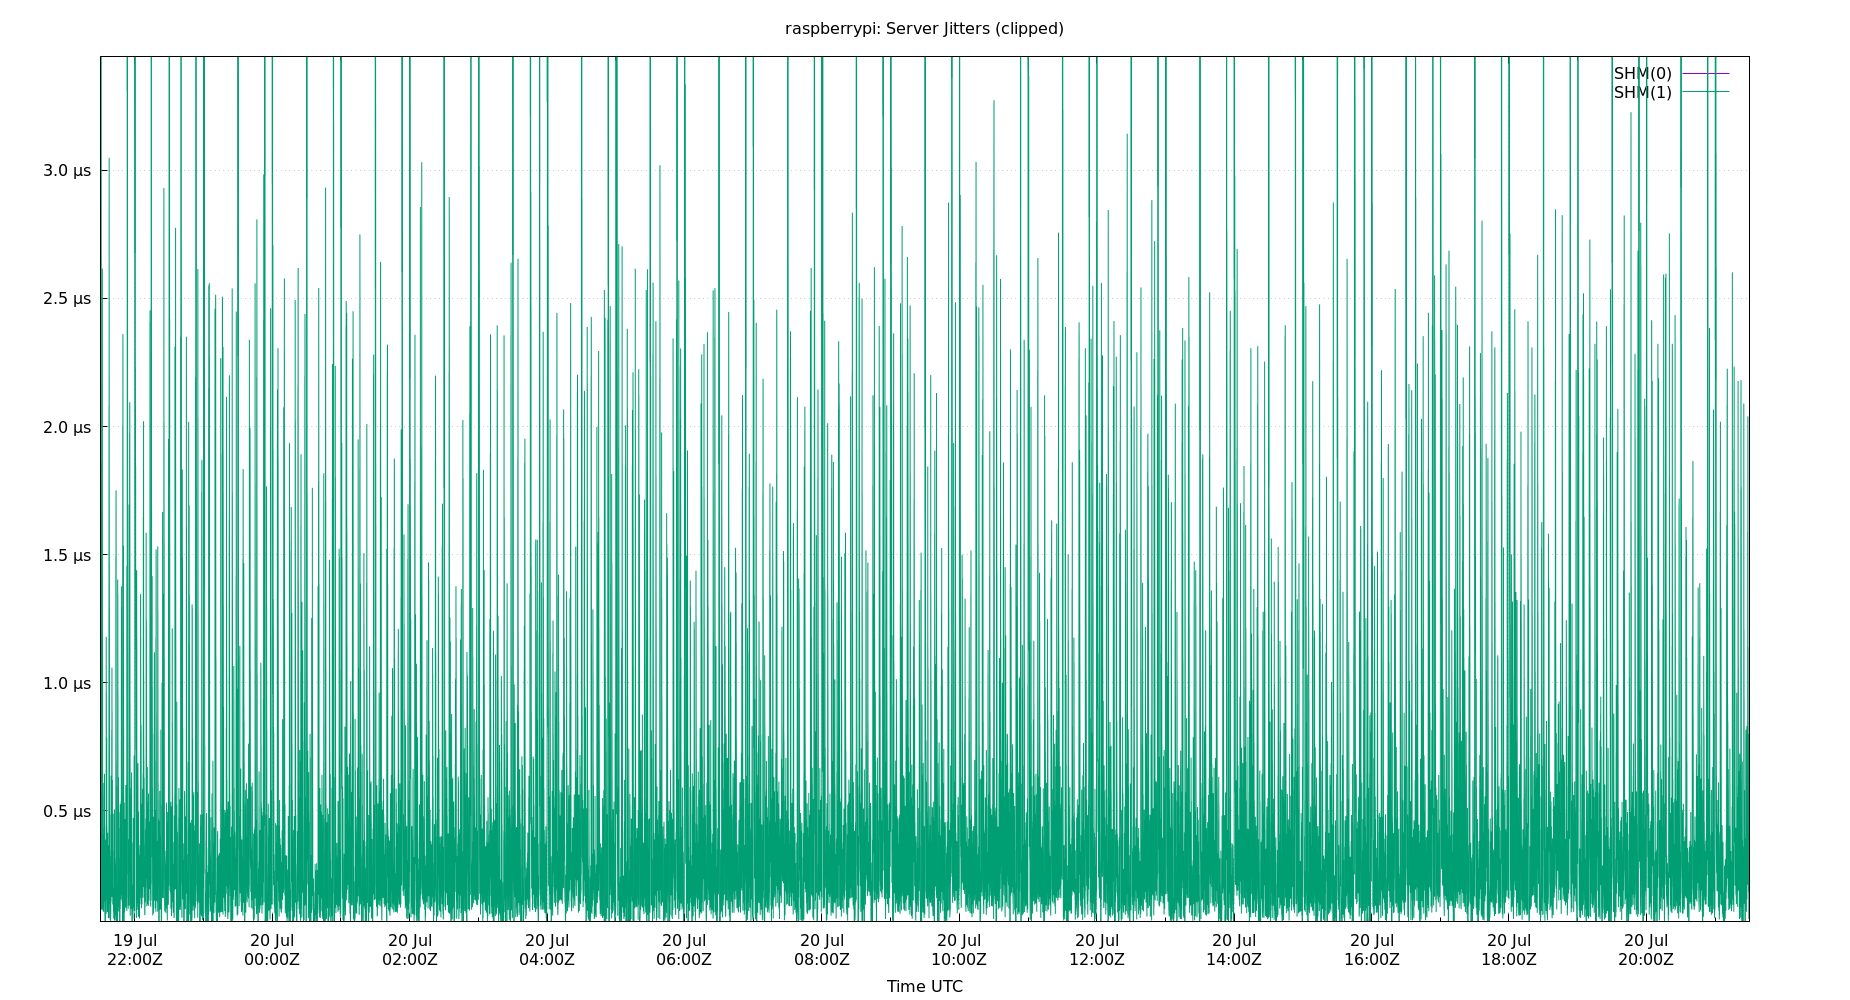 raspberrypi: Server Jitters (clipped)
SHM(0)
SHM(1)
3.0 µs
2.5 µs
2.0 µs
1.5 µs
1.0 µs
0.5 µs
19 Jul 20 Jul 20 Jul 20 Jul 20 Jul 20 Jul 20 Jul 20 Jul 20 Jul 20 Jul 20 Jul 20 Jul
22:00Z 00:00Z 02:00Z 04:00Z 06:00Z 08:00Z 10:00Z 12:00Z 14:00Z 16:00Z 18:00Z 20:00Z
Time UTC